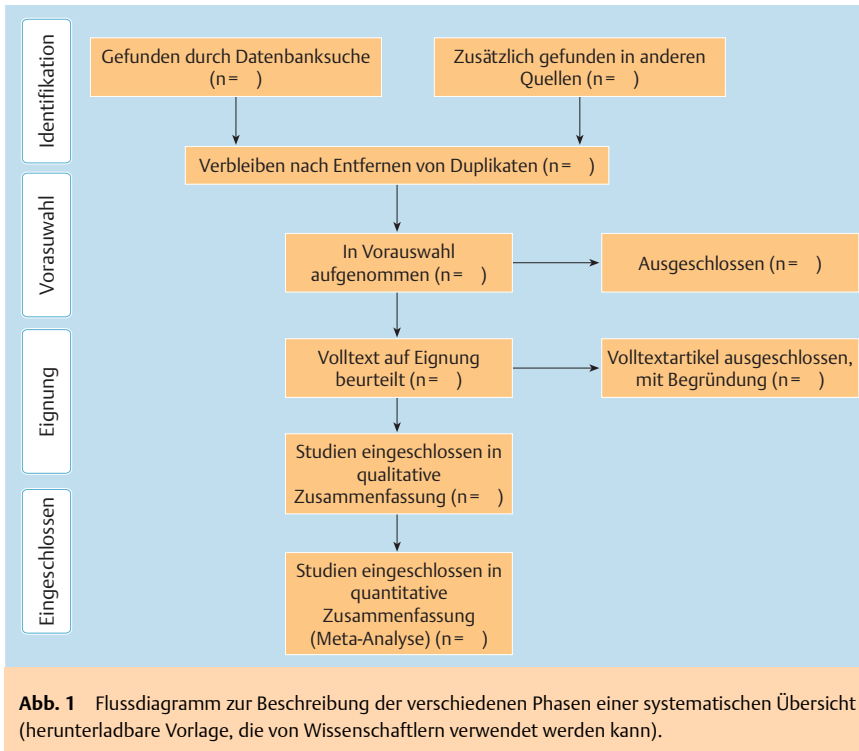 Identifikation
Gefunden durch Datenbanksuche
(n= )
Zusätzlich gefunden in anderen
Quellen (n= )
Verbleiben nach Entfernen von Duplikaten (n= )
Vorasuwahl
In Vorauswahl
aufgenommen (n= )
Ausgeschlossen (n= )
Eignung
Volltext auf Eignung
beurteilt (n= )
Volltextartikel ausgeschlossen,
mit Begründung (n= )
Studien eingeschlossen in
qualitative
Zusammenfassung (n= )
Eingeschlossen
Studien eingeschlossen in
quantitative
Zusammenfassung
(Meta-Analyse) (n= )
Abb. 1 Flussdiagramm zur Beschreibung der verschiedenen Phasen einer systematischen Übersicht
(herunterladbare Vorlage, die von Wissenschaftlern verwendet werden kann).